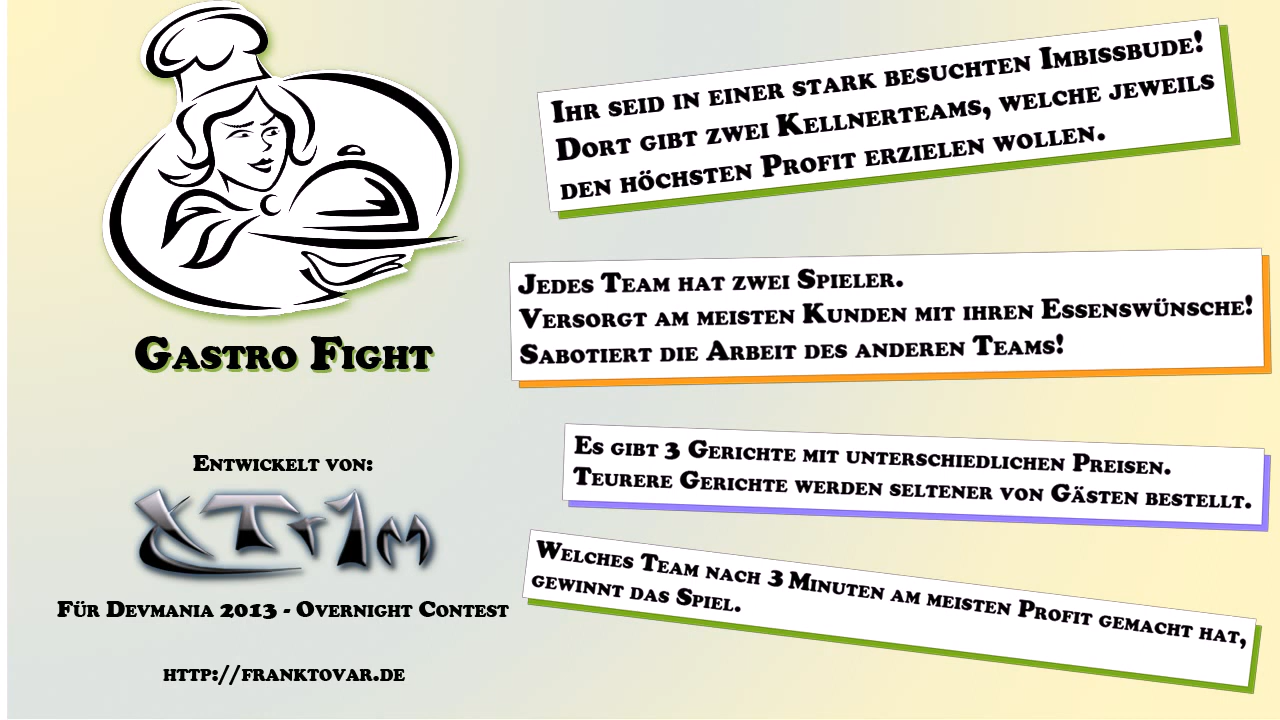 Gastro Fight
Entwickelt von:
XTr1m
Für Devmania 2013 - Overnight Contest
http://franktovar.de
Ihr seid in einer stark besuchten Imbissbude!
Dort gibt zwei Kellnerteams, welche jeweils
den höchsten Profit erzielen wollen.
Jedes Team hat zwei Spieler.
Versorgt am meisten Kunden mit ihren Essenswünsche!
Sabotiert die Arbeit des anderen Teams!
Es gibt 3 Gerichte mit unterschiedlichen Preisen.
Teurere Gerichte werden seltener von Gästen bestellt.
Welches Team nach 3 Minuten am meisten Profit gemacht hat,
gewinnt das Spiel.